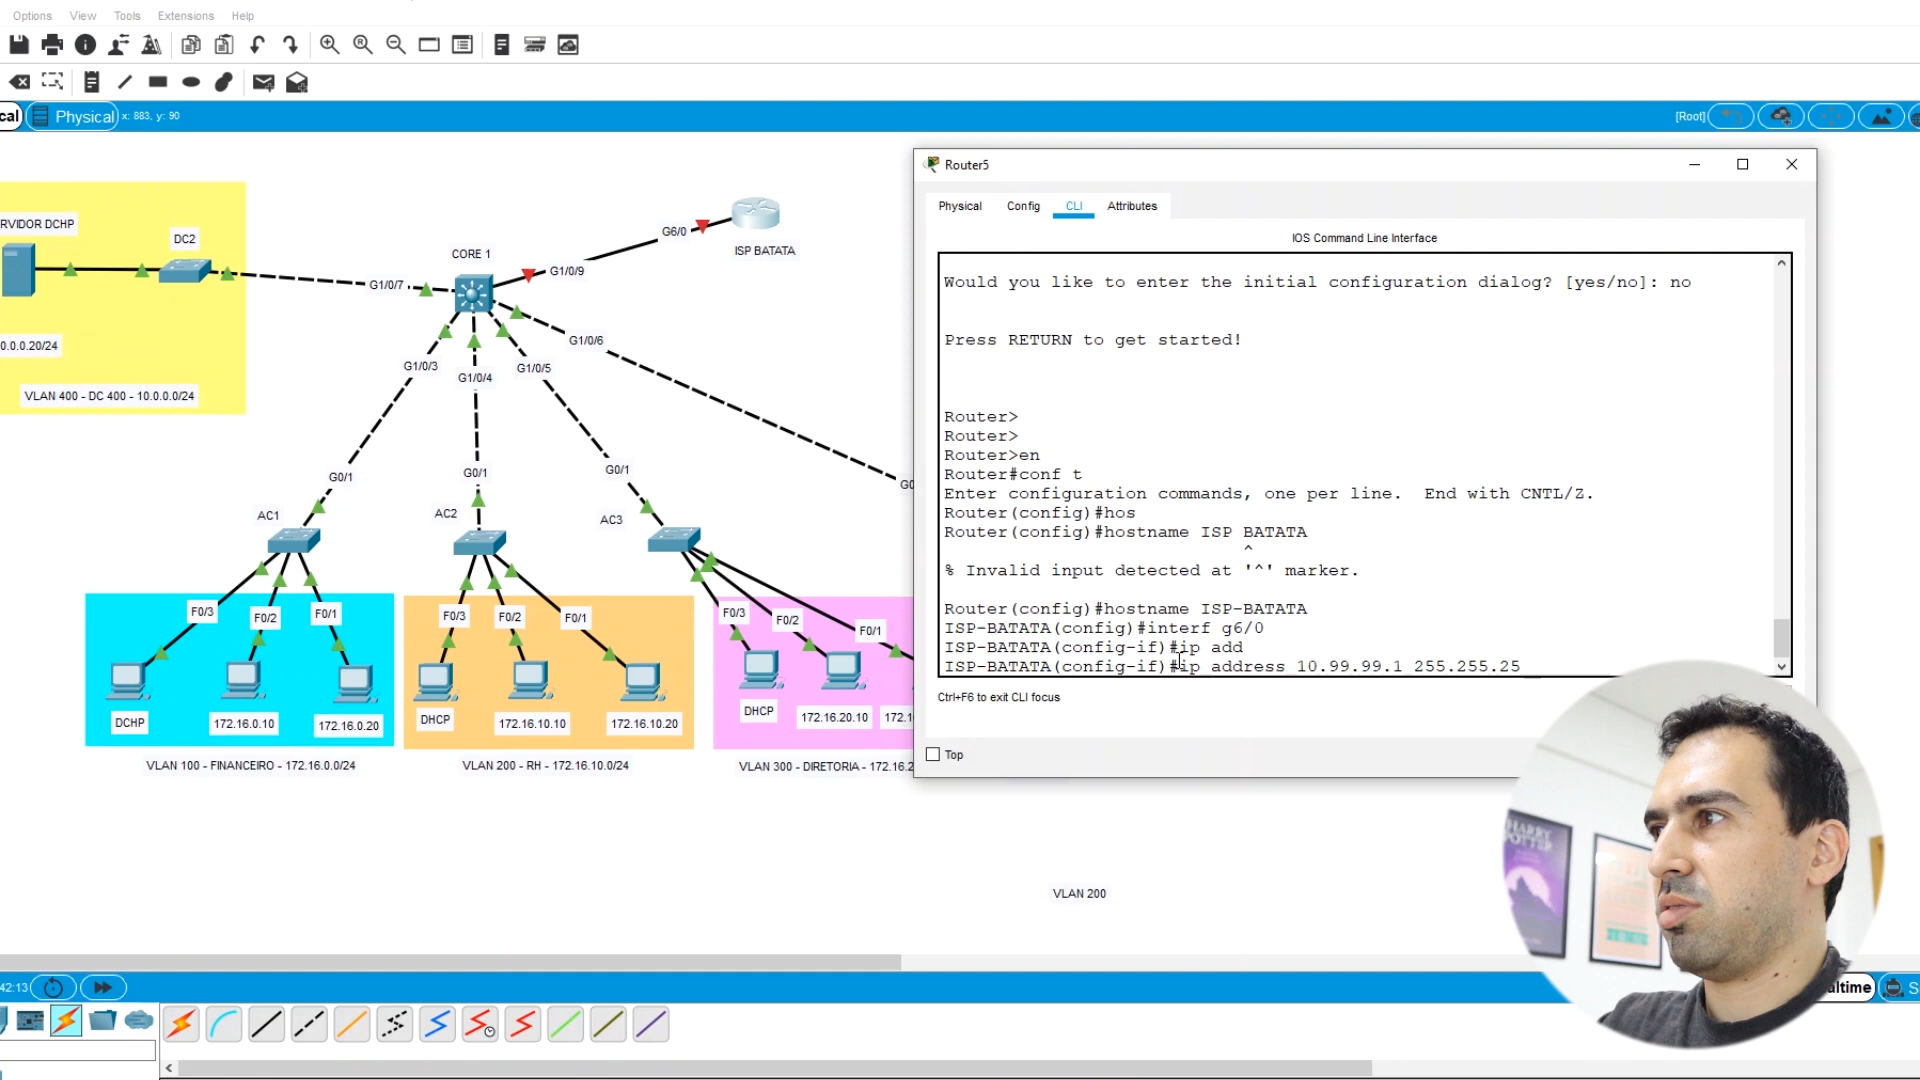 Options View Tools Extensions Help
cal Physical x: 883, y: 90
[Root]
RVIDOR DCHP
DC2
0.0.0.20/24
VLAN 400 - DC 400 - 10.0.0.0/24
G1/0/7
CORE 1
G6/0
ISP BATATA
G1/0/9
G1/0/6
G1/0/3
G1/0/4
G1/0/5
G0/1
G0/1
G0/1
G0
AC1
AC2
AC3
F0/3
F0/2
F0/1
F0/3
F0/2
F0/1
F0/3
F0/2
F0/1
DCHP
172.16.0.10
172.16.0.20
DHCP
172.16.10.10
172.16.10.20
DHCP
172.16.20.10
172.1
VLAN 100 - FINANCEIRO - 172.16.0.0/24
VLAN 200 - RH - 172.16.10.0/24
VLAN 300 - DIRETORIA - 172.16.2
VLAN 200
Router5
Physical Config CLI Attributes
IOS Command Line Interface
Would you like to enter the initial configuration dialog? [yes/no]: no
Press RETURN to get started!
Router>
Router>
Router>en
Router#conf t
Enter configuration commands, one per line.  End with CNTL/Z.
Router(config)#hos
Router(config)#hostname ISP BATATA
^
% Invalid input detected at '^' marker.
Router(config)#hostname ISP-BATATA
ISP-BATATA(config)#interf g6/0
ISP-BATATA(config-if)#ip add
ISP-BATATA(config-if)#ip address 10.99.99.1 255.255.25
Ctrl+F6 to exit CLI focus
Top
HARRY
POTTER
42:13
altime
S